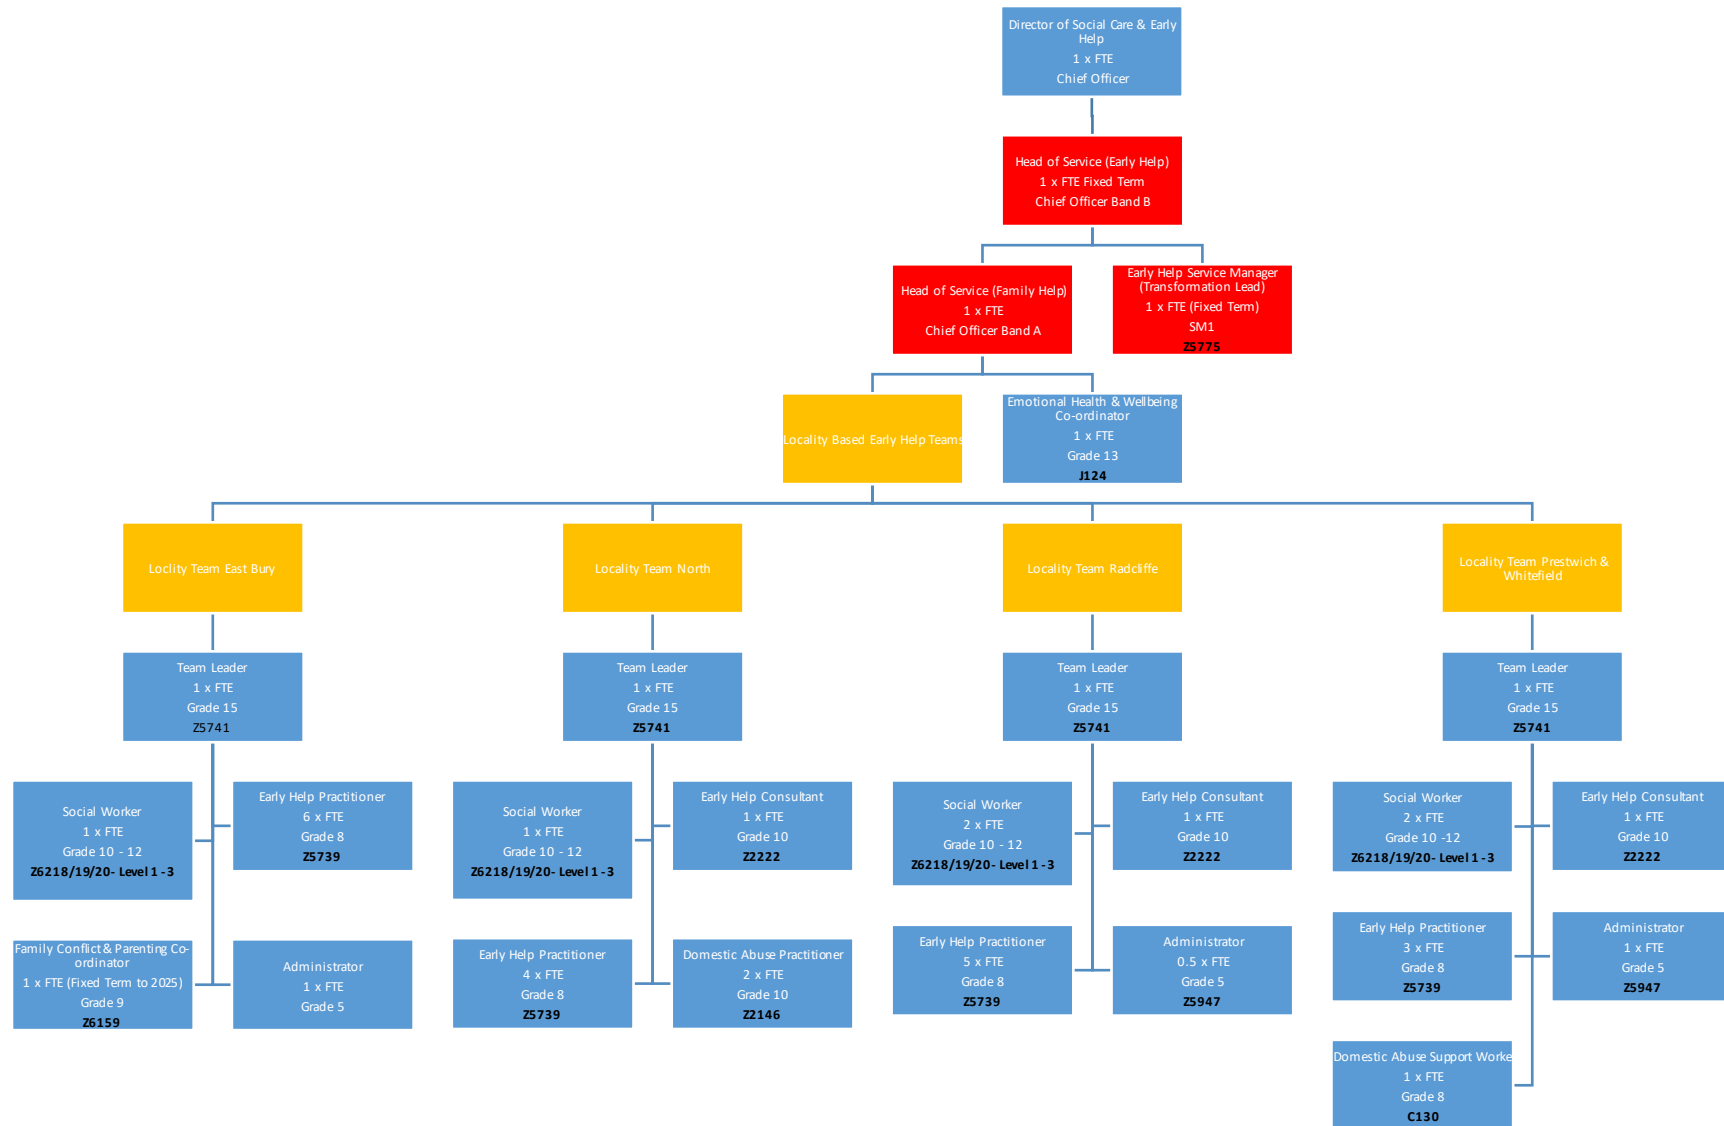 Director of Social Care & Early
Help
1 x FTE
Chief Officer
Head of Service (Early Help)
1 x FTE Fixed Term
Chief Officer Band B
Head of Service (Family Help)
1 x FTE
Chief Officer Band A
Early Help Service Manager
(Transformation Lead)
1 x FTE (Fixed Term)
SM1
Z5775
Locality Based Early Help Teams
Emotional Health & Wellbeing
Co-ordinator
1 x FTE
Grade 13
J124
Loclity Team East Bury
Locality Team North
Locality Team Radcliffe
Locality Team Prestwich &
Whitefield
Team Leader
1 x FTE
Grade 15
Z5741
Team Leader
1 x FTE
Grade 15
Z5741
Team Leader
1 x FTE
Grade 15
Z5741
Team Leader
1 x FTE
Grade 15
Z5741
Social Worker
1 x FTE
Grade 10 - 12
Z6218/19/20- Level 1 -3
Early Help Practitioner
6 x FTE
Grade 8
Z5739
Social Worker
1 x FTE
Grade 10 - 12
Z6218/19/20- Level 1 -3
Early Help Consultant
1 x FTE
Grade 10
Z2222
Social Worker
2 x FTE
Grade 10 - 12
Z6218/19/20- Level 1 -3
Early Help Consultant
1 x FTE
Grade 10
Z2222
Social Worker
2 x FTE
Grade 10 -12
Z6218/19/20- Level 1 -3
Early Help Consultant
1 x FTE
Grade 10
Z2222
Family Conflict & Parenting Co-
ordinator
1 x FTE (Fixed Term to 2025)
Grade 9
Z6159
Administrator
1 x FTE
Grade 5
Early Help Practitioner
4 x FTE
Grade 8
Z5739
Domestic Abuse Practitioner
2 x FTE
Grade 10
Z2146
Early Help Practitioner
5 x FTE
Grade 8
Z5739
Administrator
0.5 x FTE
Grade 5
Z5947
Early Help Practitioner
3 x FTE
Grade 8
Z5739
Administrator
1 x FTE
Grade 5
Z5947
Domestic Abuse Support Worke
1 x FTE
Grade 8
C130